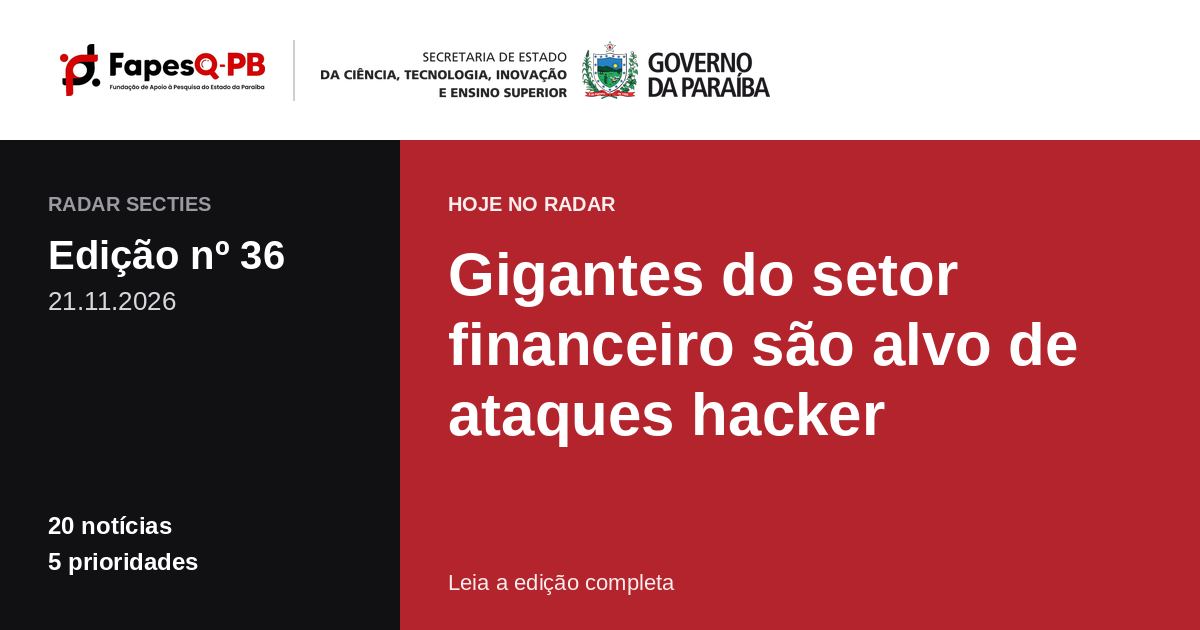 FapesQ-PB
Fundação de Apoio à Pesquisa do Estado da Paraíba
SECRETARIA DE ESTADO
DA CIÊNCIA, TECNOLOGIA, INOVAÇÃO
E ENSINO SUPERIOR
GOVERNO
DA PARAÍBA
RADAR SECTIES
Edição nº 36
21.11.2026
20 notícias
5 prioridades
HOJE NO RADAR
Gigantes do setor
financeiro são alvo de
ataques hacker
Leia a edição completa